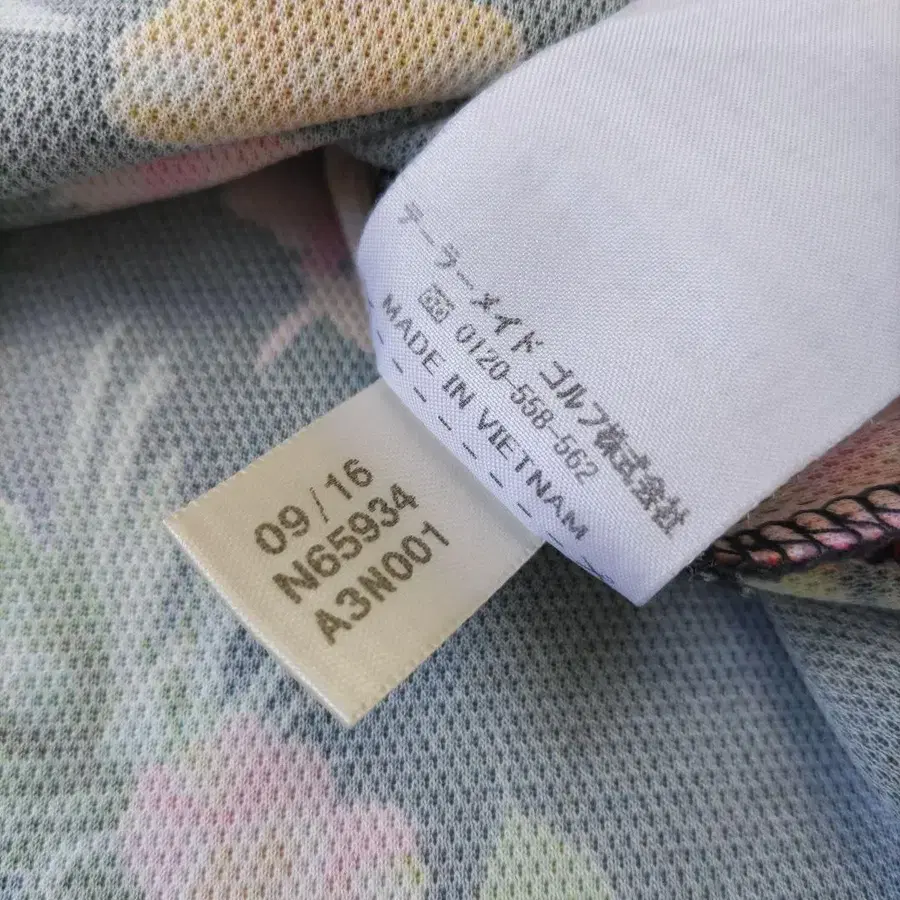 テーラーメイド ゴルフ株式会社
0120-558-562
MADE IN VIETNAM
09/16
N65934
A3N001